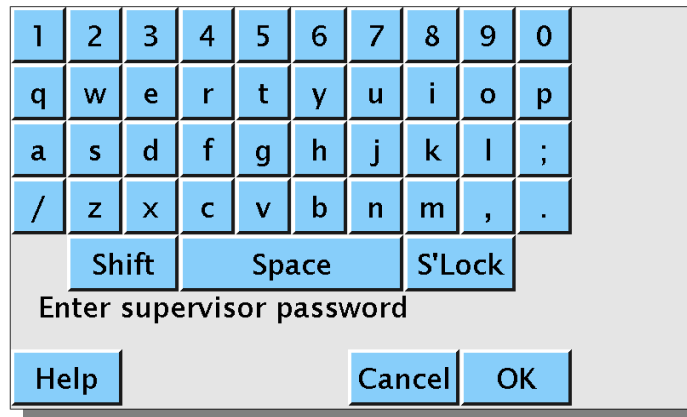 1 2 3 4 5 6 7 8 9 0
q w e r t y u i o p
a s d f g h j k l ;
/ z x c v b n m , .
Shift Space S'Lock
Enter supervisor password
Help Cancel OK